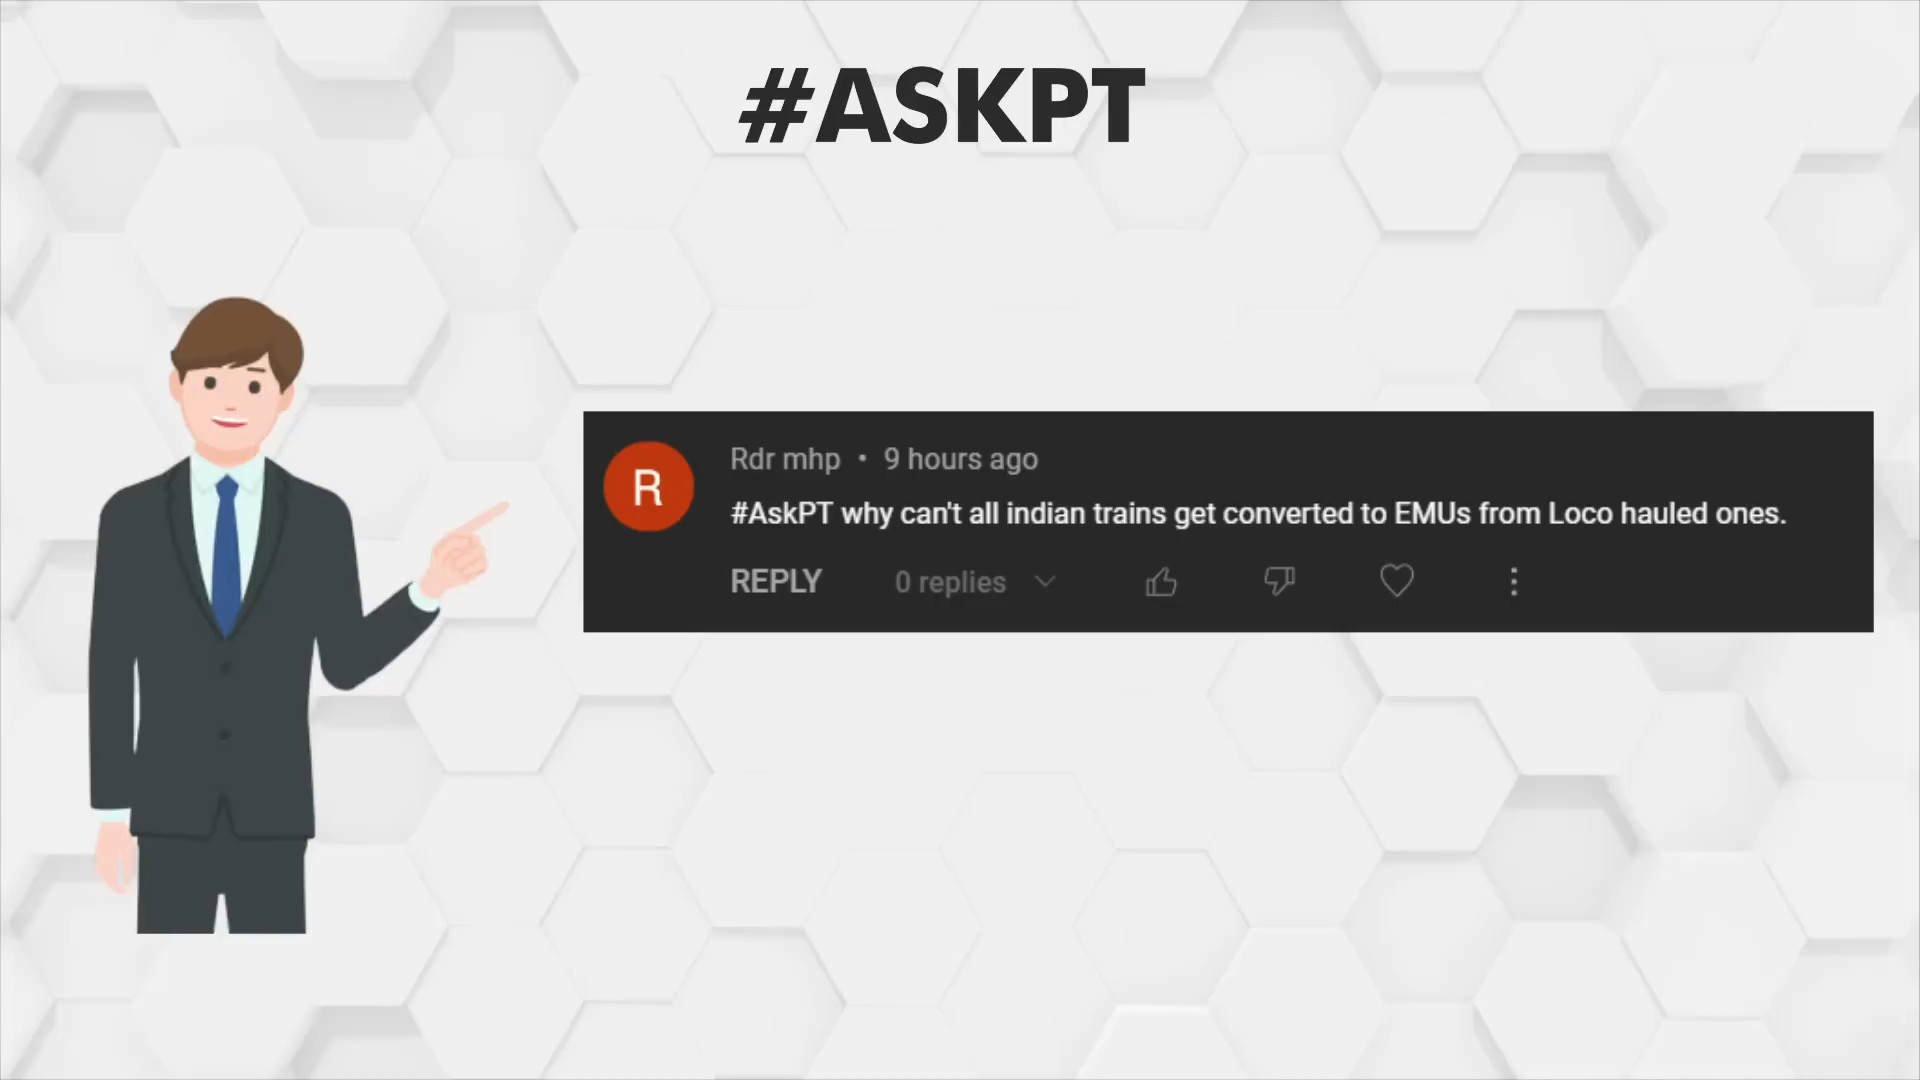 #ASKPT
R
Rdr mhp • 9 hours ago
#AskPT why can't all indian trains get converted to EMUs from Loco hauled ones.
REPLY 0 replies